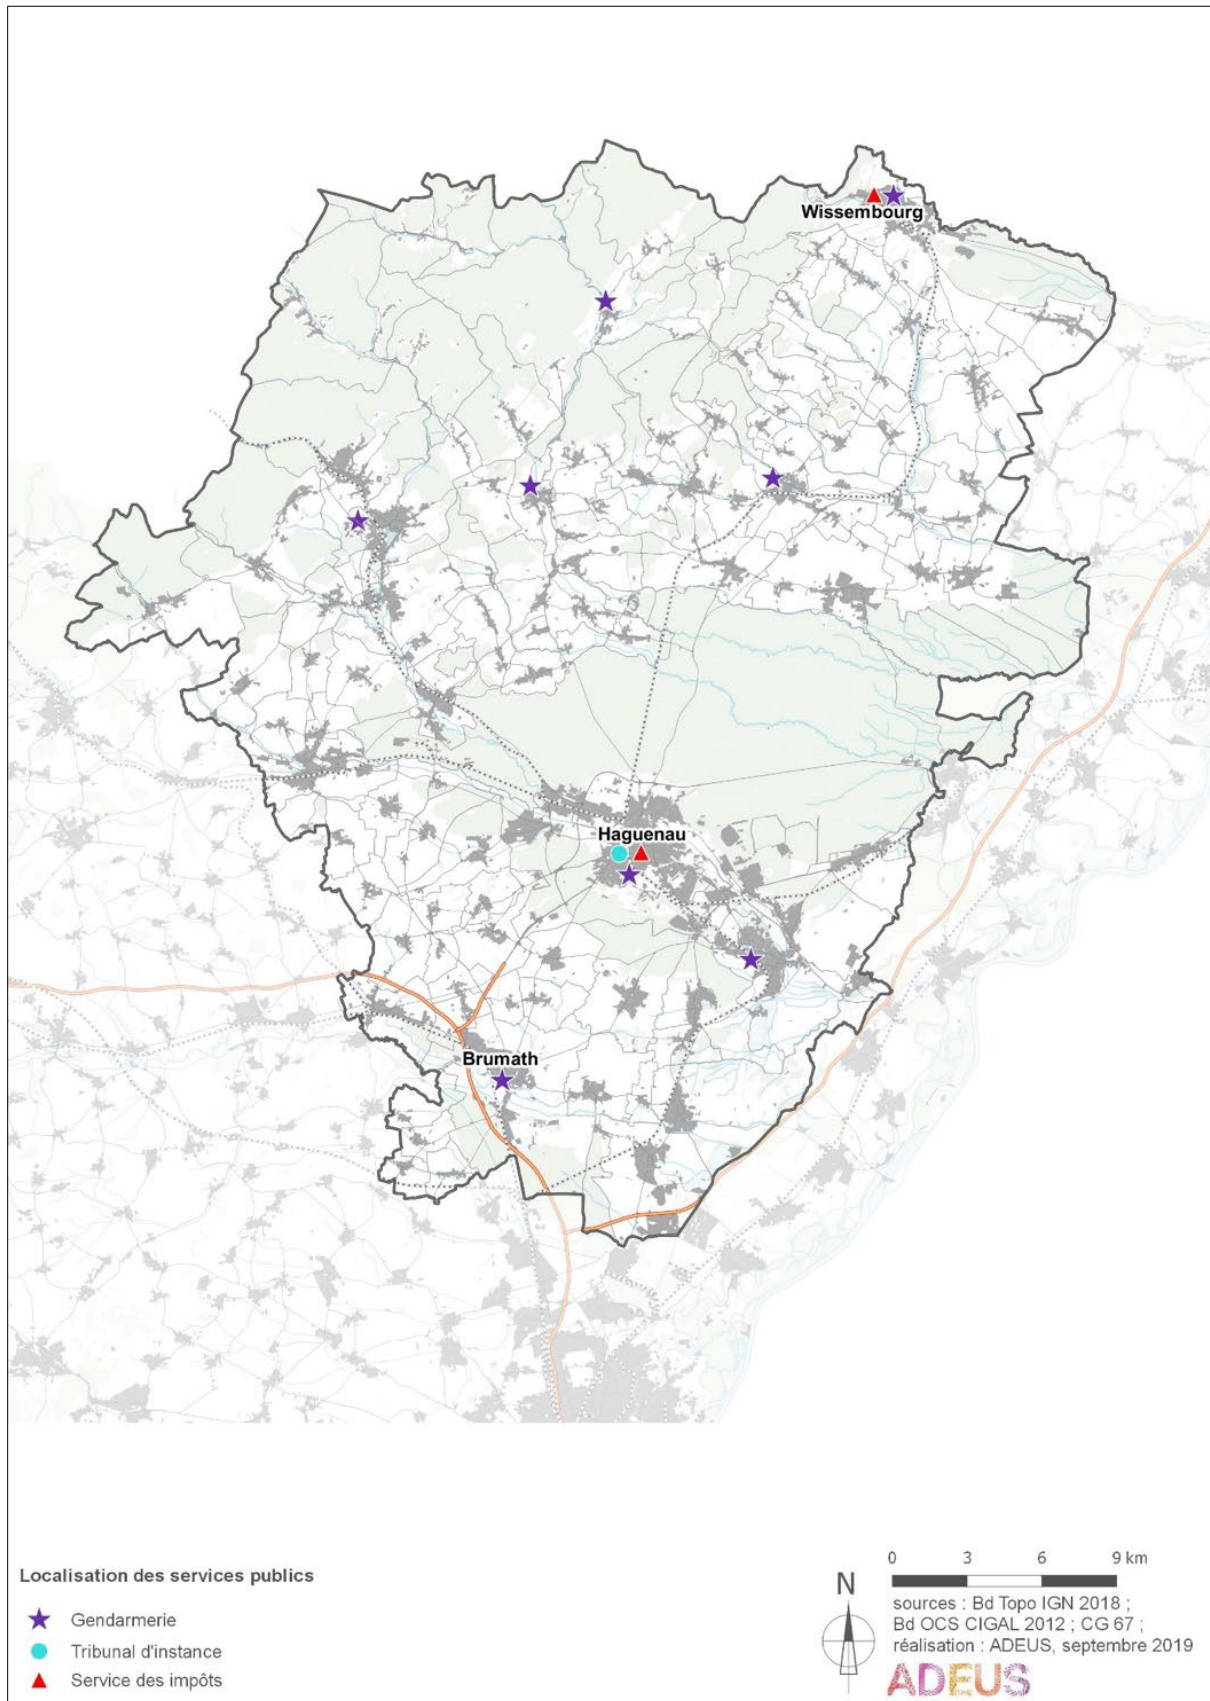 Wissembourg
Haguenau
Brumath
Localisation des services publics
Gendarmerie
Tribunal d'instance
Service des impôts
N
0 3 6 9 km
sources : Bd Topo IGN 2018 ;
Bd OCS CIGAL 2012 ; CG 67 ;
réalisation : ADEUS, septembre 2019
ADEUS